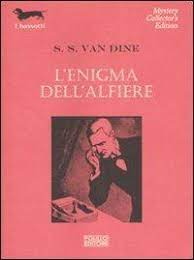 I bassotti
Mystery
Collector's
Edition
S. S. VAN DINE
L'ENIGMA
DELL'ALFIERE
POLILLO
EDITORE